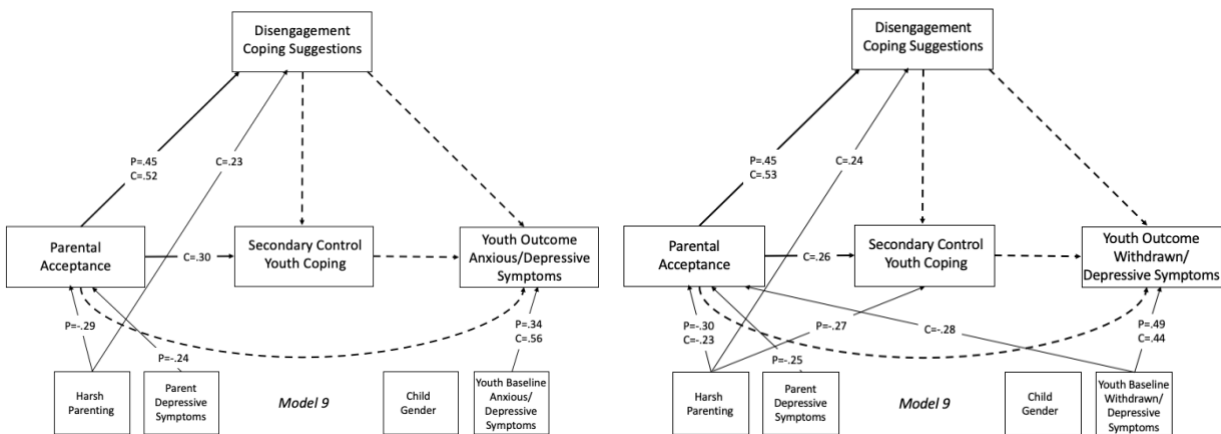 Disengagement
Coping Suggestions
P=.45
C=.52
C=.23
Parental
Acceptance
C=.30
Secondary Control
Youth Coping
Youth Outcome
Anxious/Depressive
Symptoms
P=-.29
P=-.24
P=.34
C=.56
Harsh
Parenting
Parent
Depressive
Symptoms
Model 9
Child
Gender
Youth Baseline
Anxious/
Depressive
Symptoms
Disengagement
Coping Suggestions
P=.45
C=.53
C=.24
Parental
Acceptance
C=.26
Secondary Control
Youth Coping
Youth Outcome
Withdrawn/
Depressive Symptoms
P=-.30
C=-.23
P=-.27
C=-.28
P=-.25
P=.49
C=.44
Harsh
Parenting
Parent
Depressive
Symptoms
Model 9
Child
Gender
Youth Baseline
Withdrawn/
Depressive
Symptoms